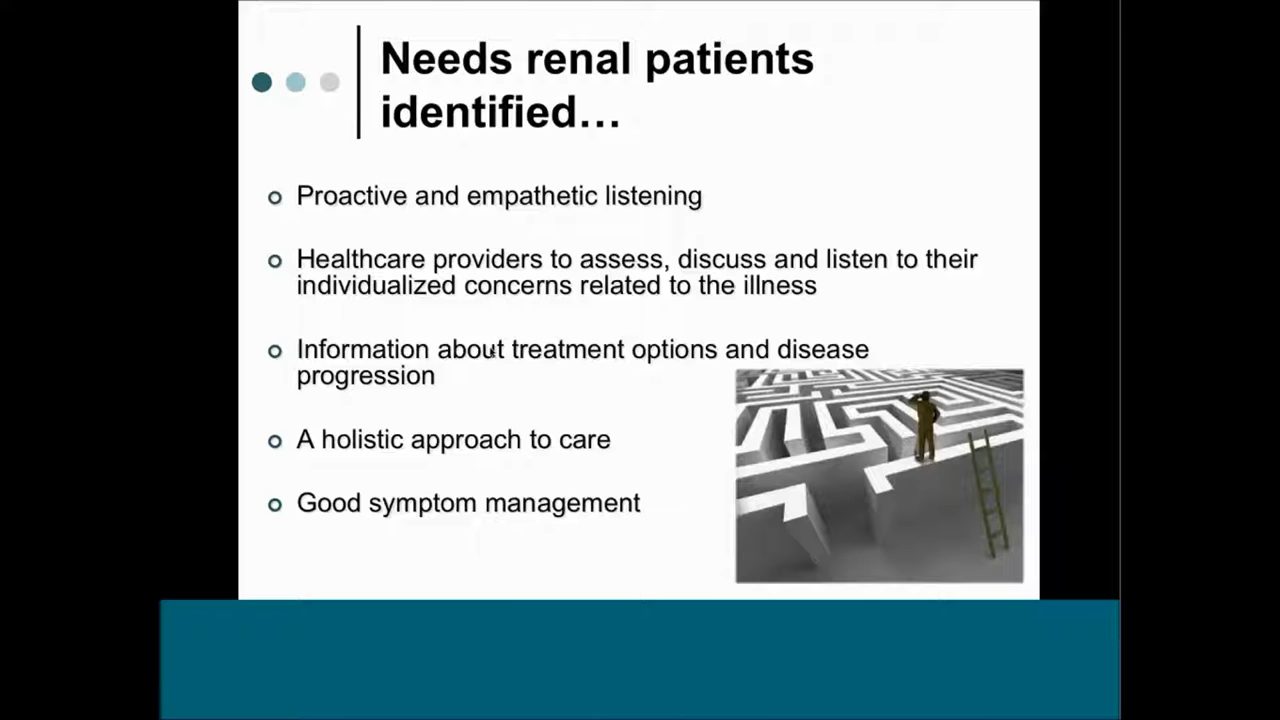 Needs renal patients
identified…
Proactive and empathetic listening
Healthcare providers to assess, discuss and listen to their
individualized concerns related to the illness
Information about treatment options and disease
progression
A holistic approach to care
Good symptom management